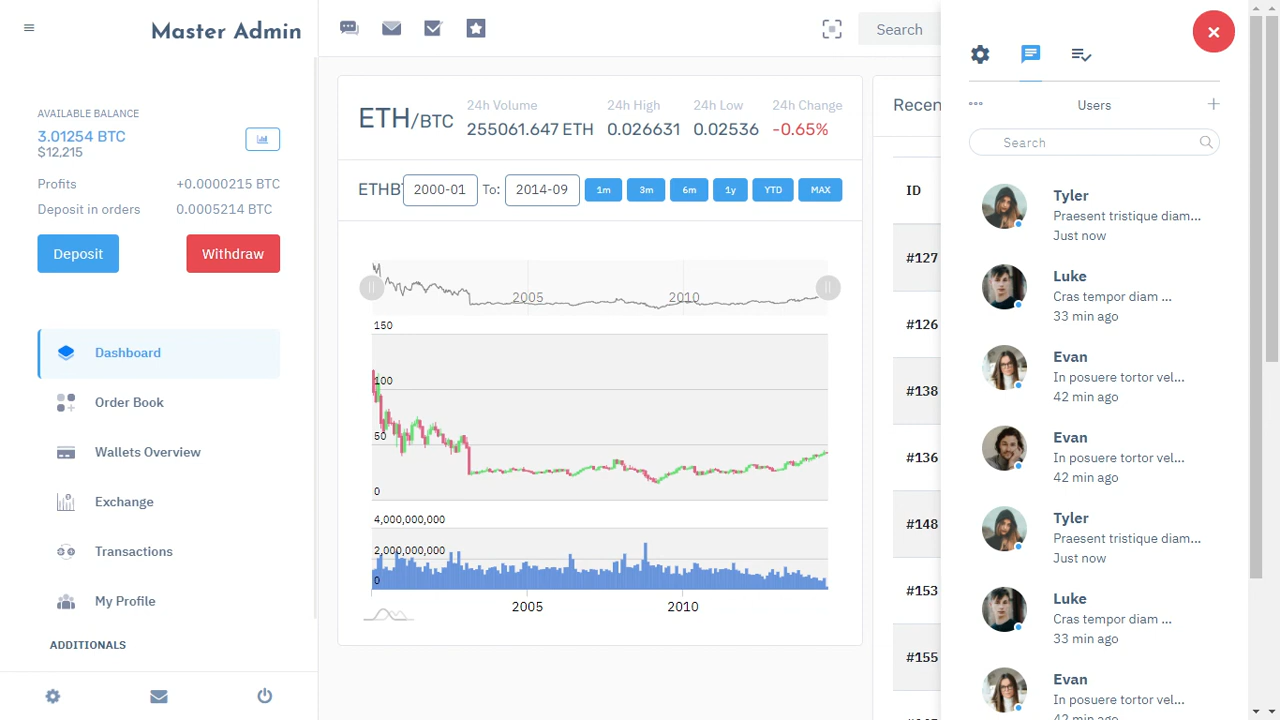 Master Admin
AVAILABLE BALANCE
3.01254 BTC
$12,215
Profits +0.0000215 BTC
Deposit in orders 0.0005214 BTC
Deposit Withdraw
Dashboard
Order Book
Wallets Overview
Exchange
Transactions
My Profile
ADDITIONALS
Search
ETH/BTC
24h Volume 24h High 24h Low 24h Change
255061.647 ETH 0.026631 0.02536 -0.65%
ETHB 2000-01 To: 2014-09 1m 3m 6m 1y YTD MAX
2005 2010
150
100
50
0
4,000,000,000
2,000,000,000
0
2005 2010
Recen
ID
#127
#126
#138
#136
#148
#153
#155
Users
Search
Tyler
Praesent tristique diam...
Just now
Luke
Cras tempor diam ...
33 min ago
Evan
In posuere tortor vel...
42 min ago
Evan
In posuere tortor vel...
42 min ago
Tyler
Praesent tristique diam...
Just now
Luke
Cras tempor diam ...
33 min ago
Evan
In posuere tortor vel...
42 min ago